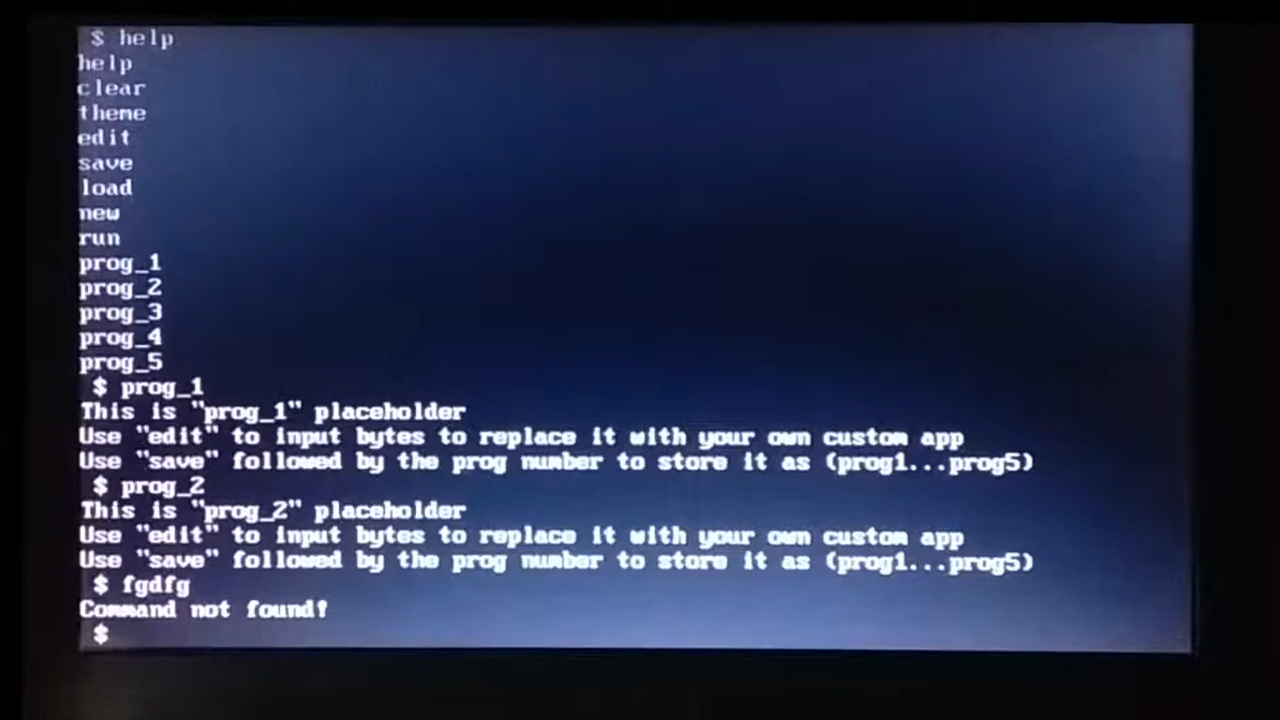 $ help
help
clear
theme
edit
save
load
new
run
prog_1
prog_2
prog_3
prog_4
prog_5
$ prog_1
This is "prog_1" placeholder
Use "edit" to input bytes to replace it with your own custom app
Use "save" followed by the prog number to store it as (prog1...prog5)
$ prog_2
This is "prog_2" placeholder
Use "edit" to input bytes to replace it with your own custom app
Use "save" followed by the prog number to store it as (prog1...prog5)
$ fgdfg
Command not found!
$